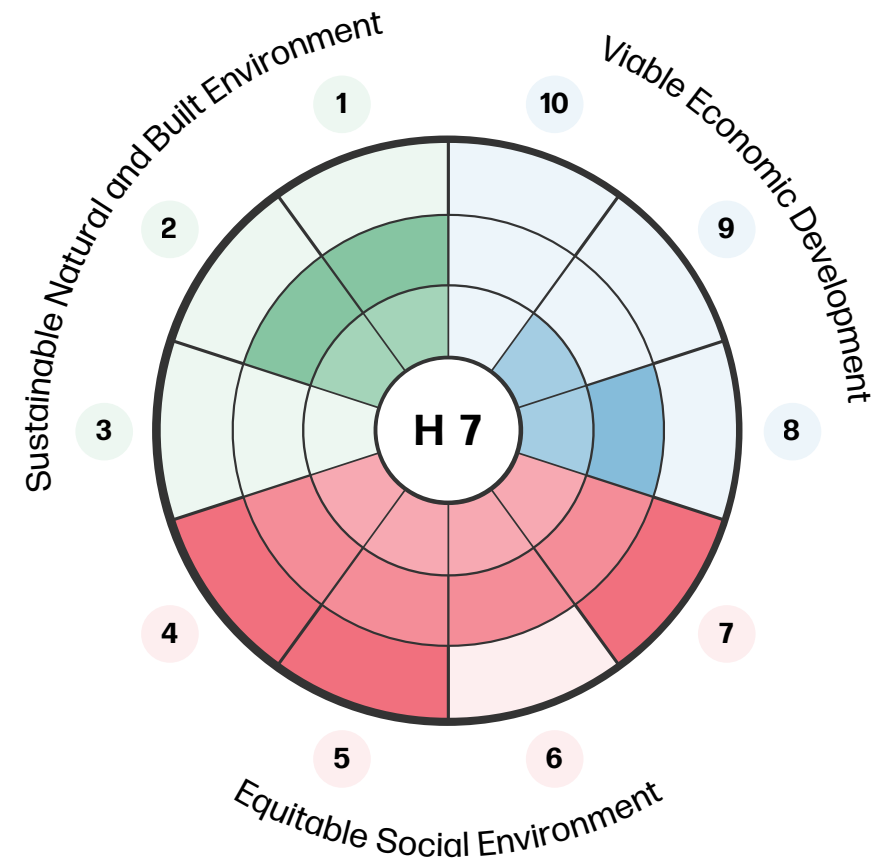 Sustainable Natural and Built Environment
Viable Economic Development
1
10
2
9
3
H 7
8
4
7
5
6
Equitable Social Environment